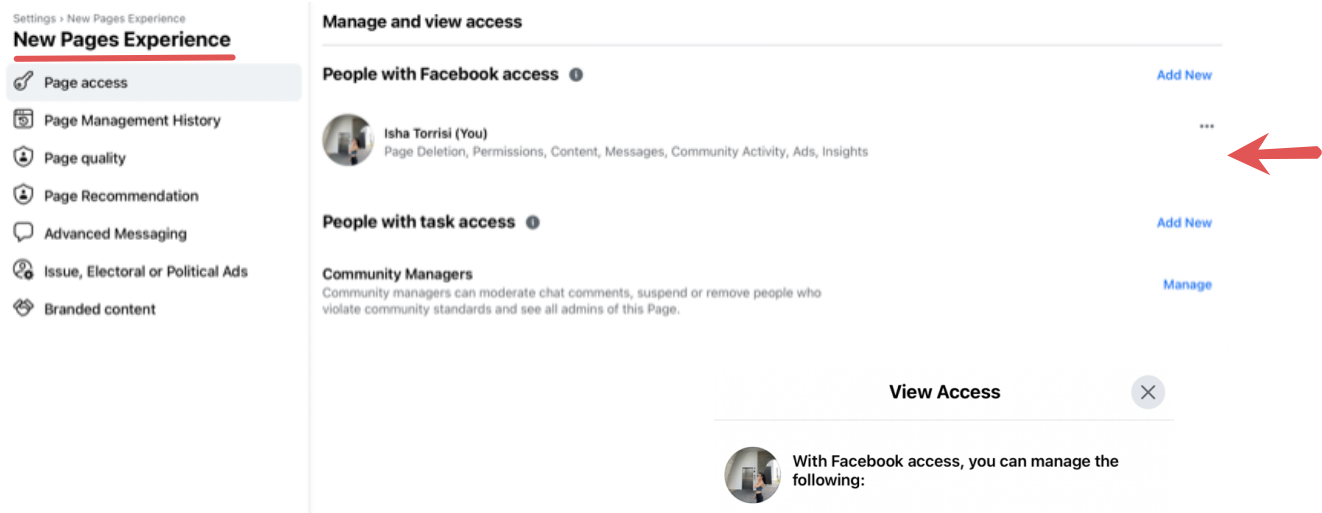 Settings › New Pages Experience
New Pages Experience
Page access
Page Management History
Page quality
Page Recommendation
Advanced Messaging
Issue, Electoral or Political Ads
Branded content
Manage and view access
People with Facebook access
Add New
Isha Torrisi (You)
Page Deletion, Permissions, Content, Messages, Community Activity, Ads, Insights
People with task access
Add New
Community Managers
Community managers can moderate chat comments, suspend or remove people who
violate community standards and see all admins of this Page.
Manage
View Access
With Facebook access, you can manage the
following: